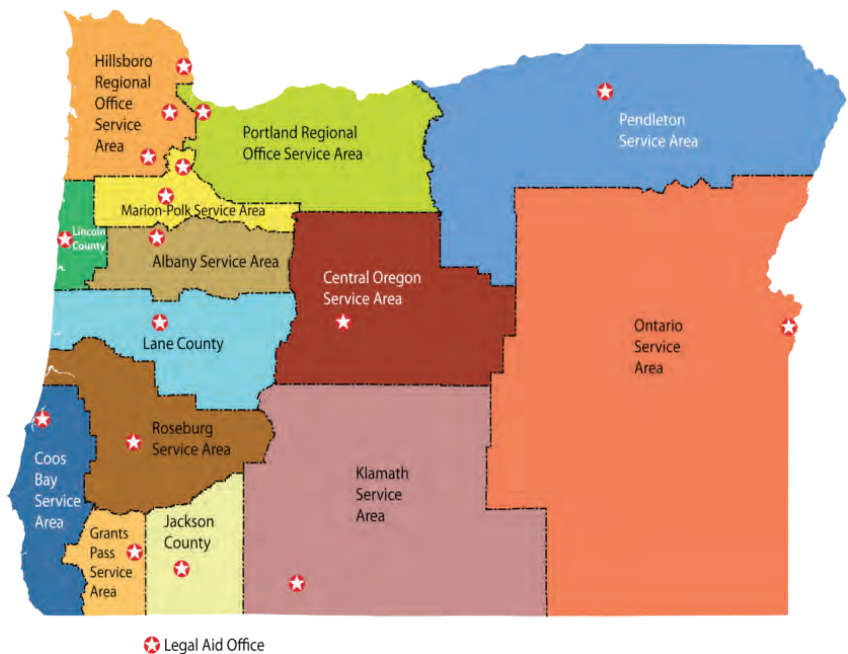 Hillsboro
Regional
Office
Service
Area
Portland Regional
Office Service Area
Pendleton
Service Area
Marion-Polk Service Area
Lincoln
County
Albany Service Area
Central Oregon
Service Area
Lane County
Ontario
Service
Area
Roseburg
Service Area
Coos
Bay
Service
Area
Klamath
Service
Area
Grants
Pass
Service
Area
Jackson
County
Legal Aid Office